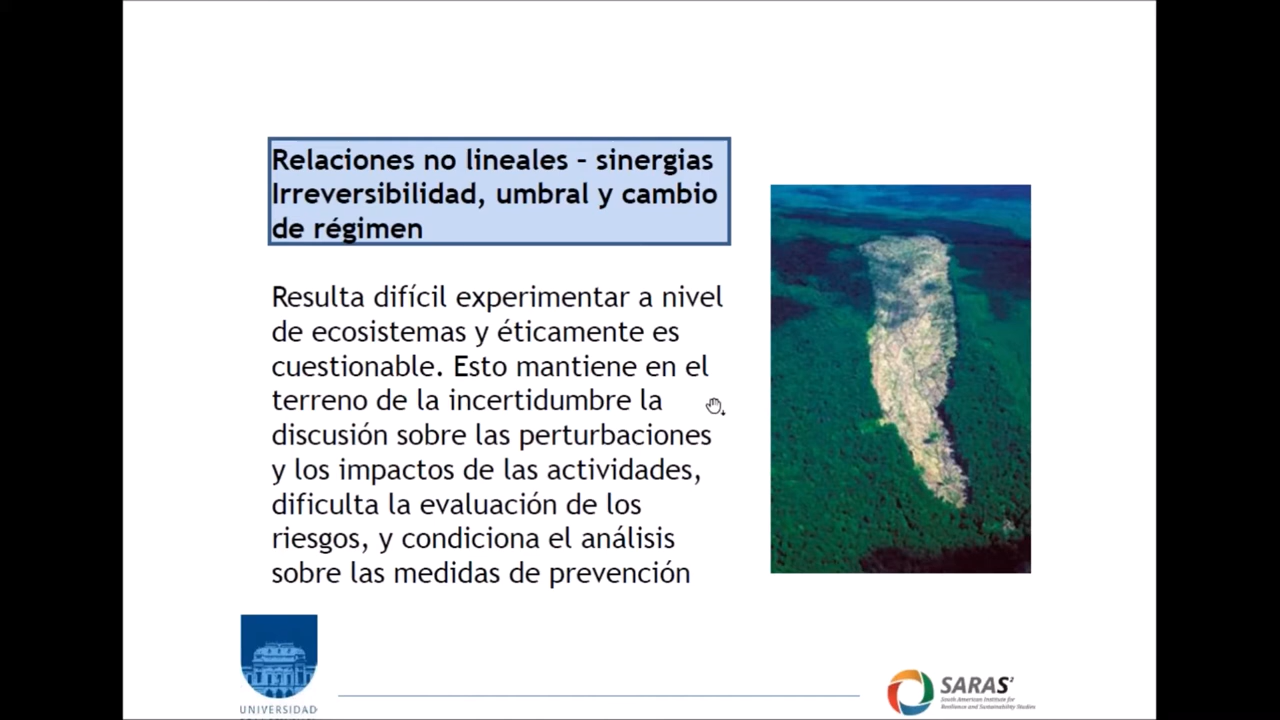 Relaciones no lineales – sinergias
Irreversibilidad, umbral y cambio
de régimen
Resulta difícil experimentar a nivel
de ecosistemas y éticamente es
cuestionable. Esto mantiene en el
terreno de la incertidumbre la
discusión sobre las perturbaciones
y los impactos de las actividades,
dificulta la evaluación de los
riesgos, y condiciona el análisis
sobre las medidas de prevención
UNIVERSIDAD
SARAS²
South American Institute for
Resilience and Sustainability Studies